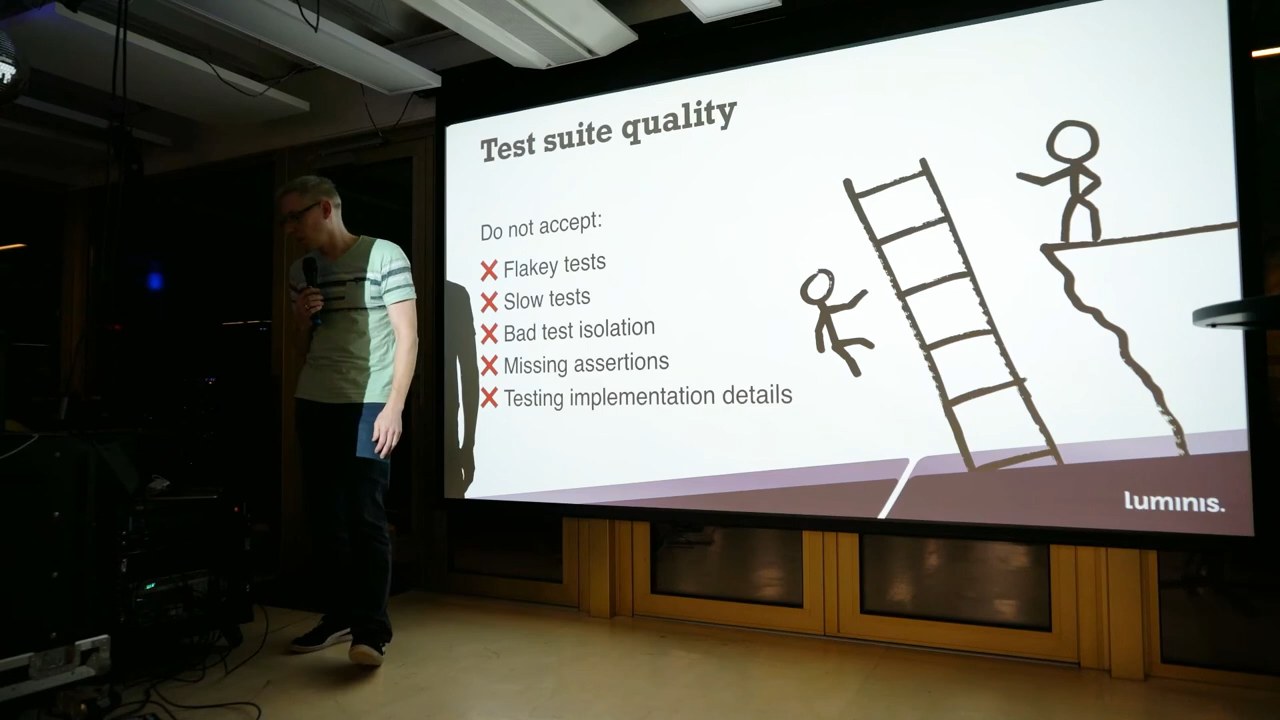 Test suite quality
Do not accept:
Flakey tests
Slow tests
Bad test isolation
Missing assertions
Testing implementation details
luminis.